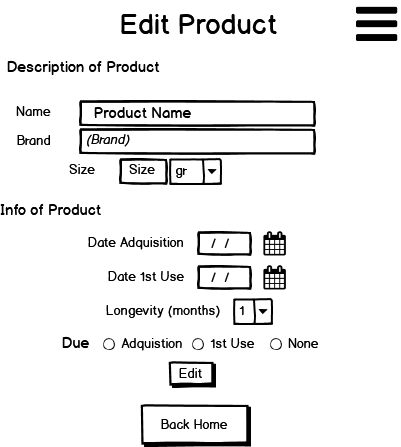 Edit Product
Description of Product
Name Product Name
Brand (Brand)
Size Size gr
Info of Product
Date Adquisition / /
Date 1st Use / /
Longevity (months) 1
Due Adquistion 1st Use None
Edit
Back Home